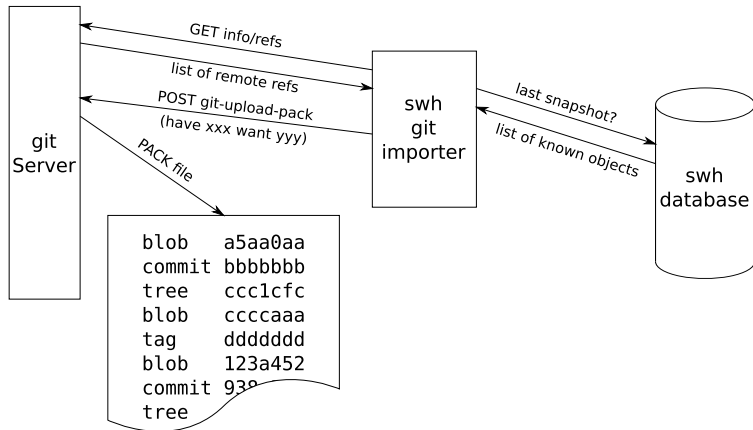 GET info/refs
list of remote refs
POST git-upload-pack
(have xxx want yyy)
git
Server
swh
git
importer
last snapshot?
list of known objects
swh
database
PACK file
blob a5aa0aa
commit bbbbbbb
tree ccc1cfc
blob ccccaaa
tag ddddddd
blob 123a452
commit
tree